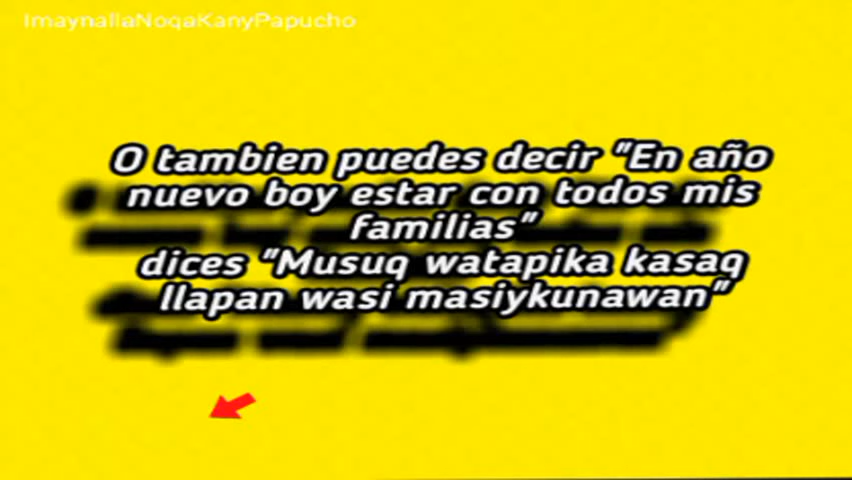 ImaynallaNoqaKanyPapucho
O tambien puedes decir "En año
nuevo boy estar con todos mis
familias"
dices "Musuq watapika kasaq
llapan wasi masiykunawan"